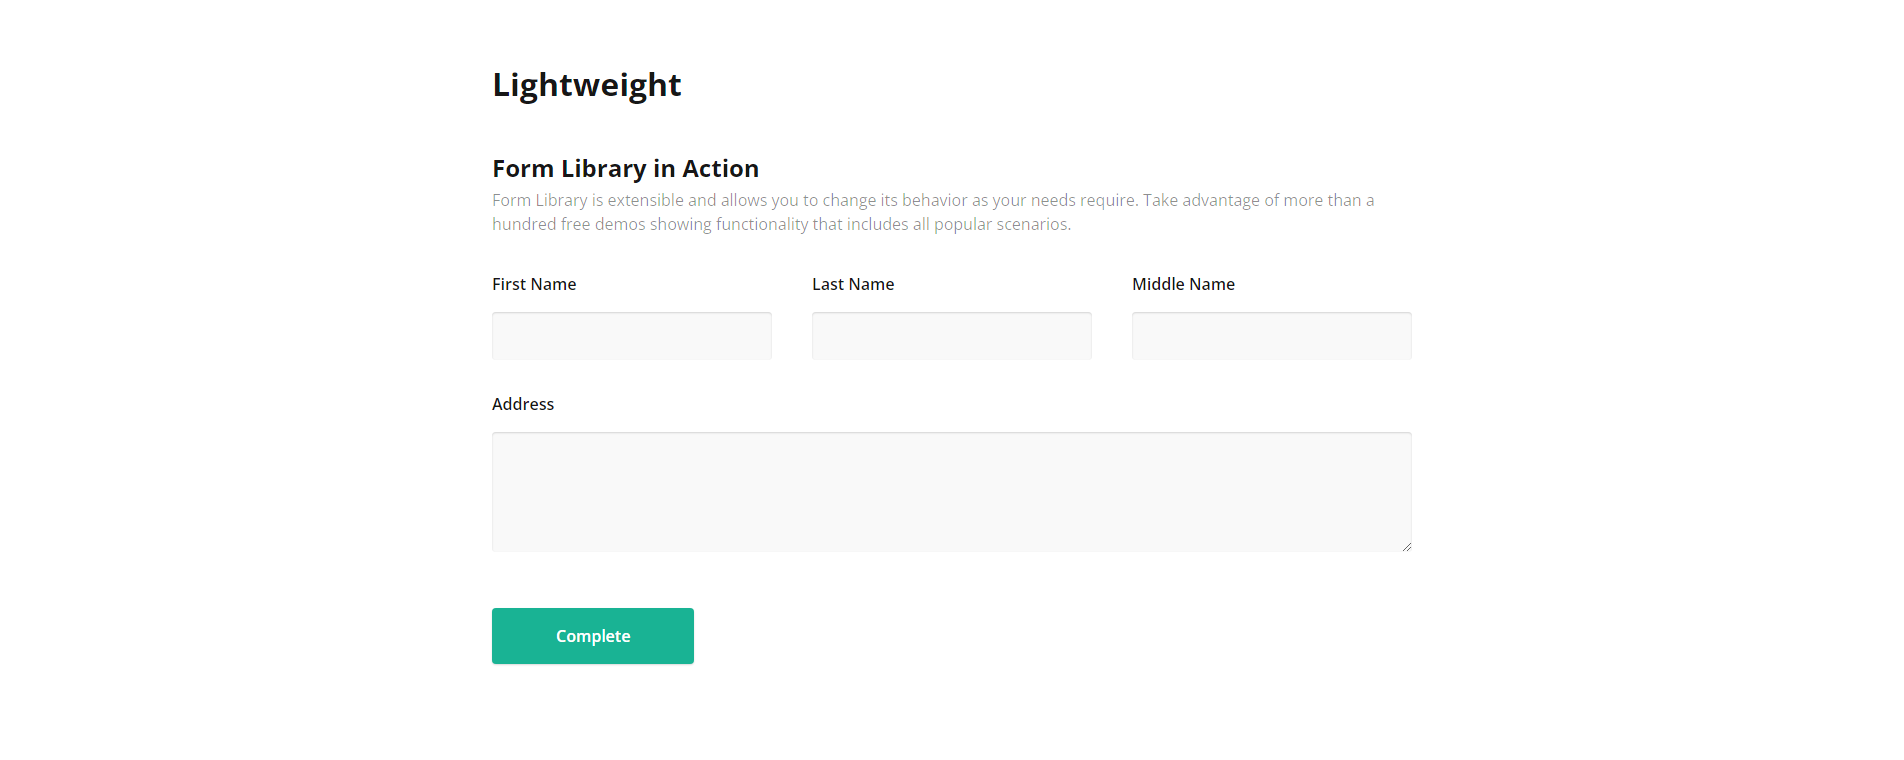 Lightweight
Form Library in Action
Form Library is extensible and allows you to change its behavior as your needs require. Take advantage of more than a
hundred free demos showing functionality that includes all popular scenarios.
First Name
Last Name
Middle Name
Address
Complete